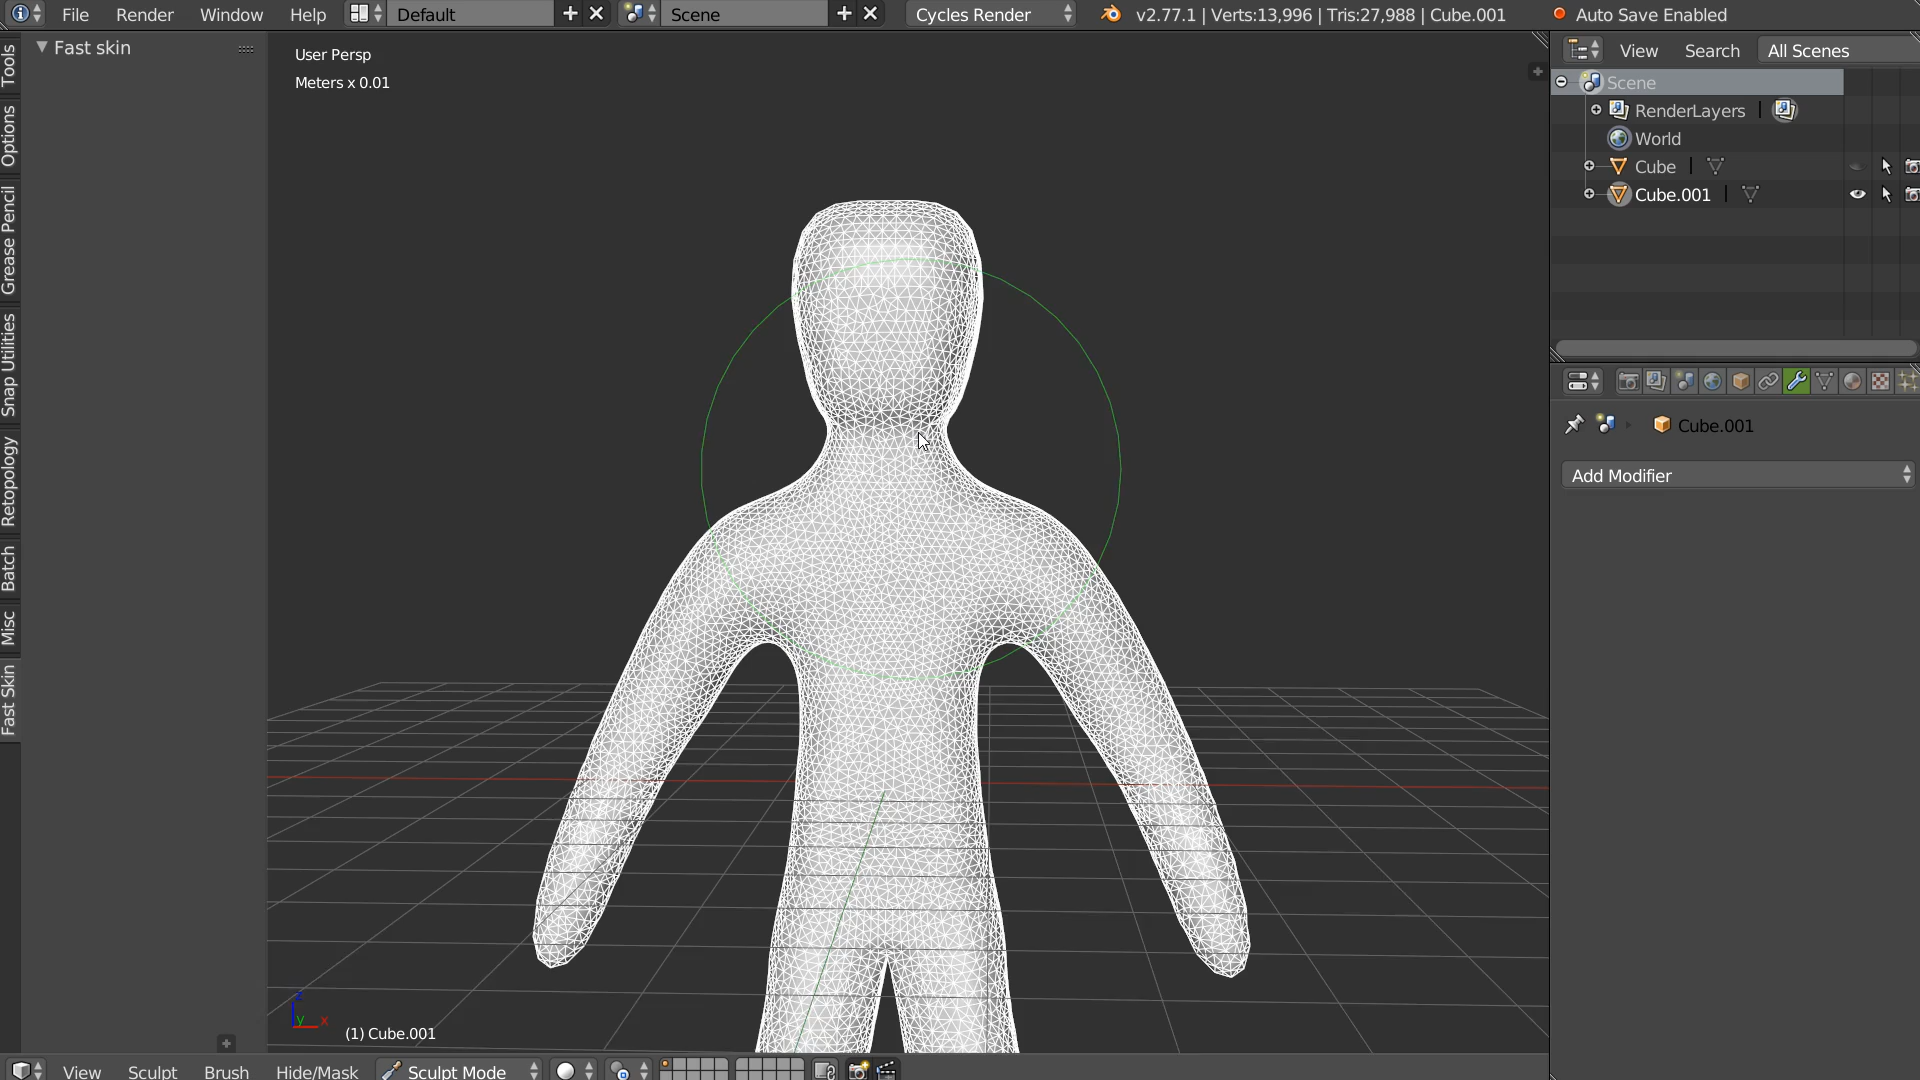 File Render Window Help Default Scene Cycles Render v2.77.1 | Verts:13,996 | Tris:27,988 | Cube.001 Auto Save Enabled
Tools
Options
Grease Pencil
Snap Utilities
Retopology
Batch
Misc
Fast Skin
Fast skin
User Persp
Meters x 0.01
z
y
x
(1) Cube.001
View Sculpt Brush Hide/Mask Sculpt Mode
View Search All Scenes
Scene
RenderLayers
World
Cube
Cube.001
Cube.001
Add Modifier